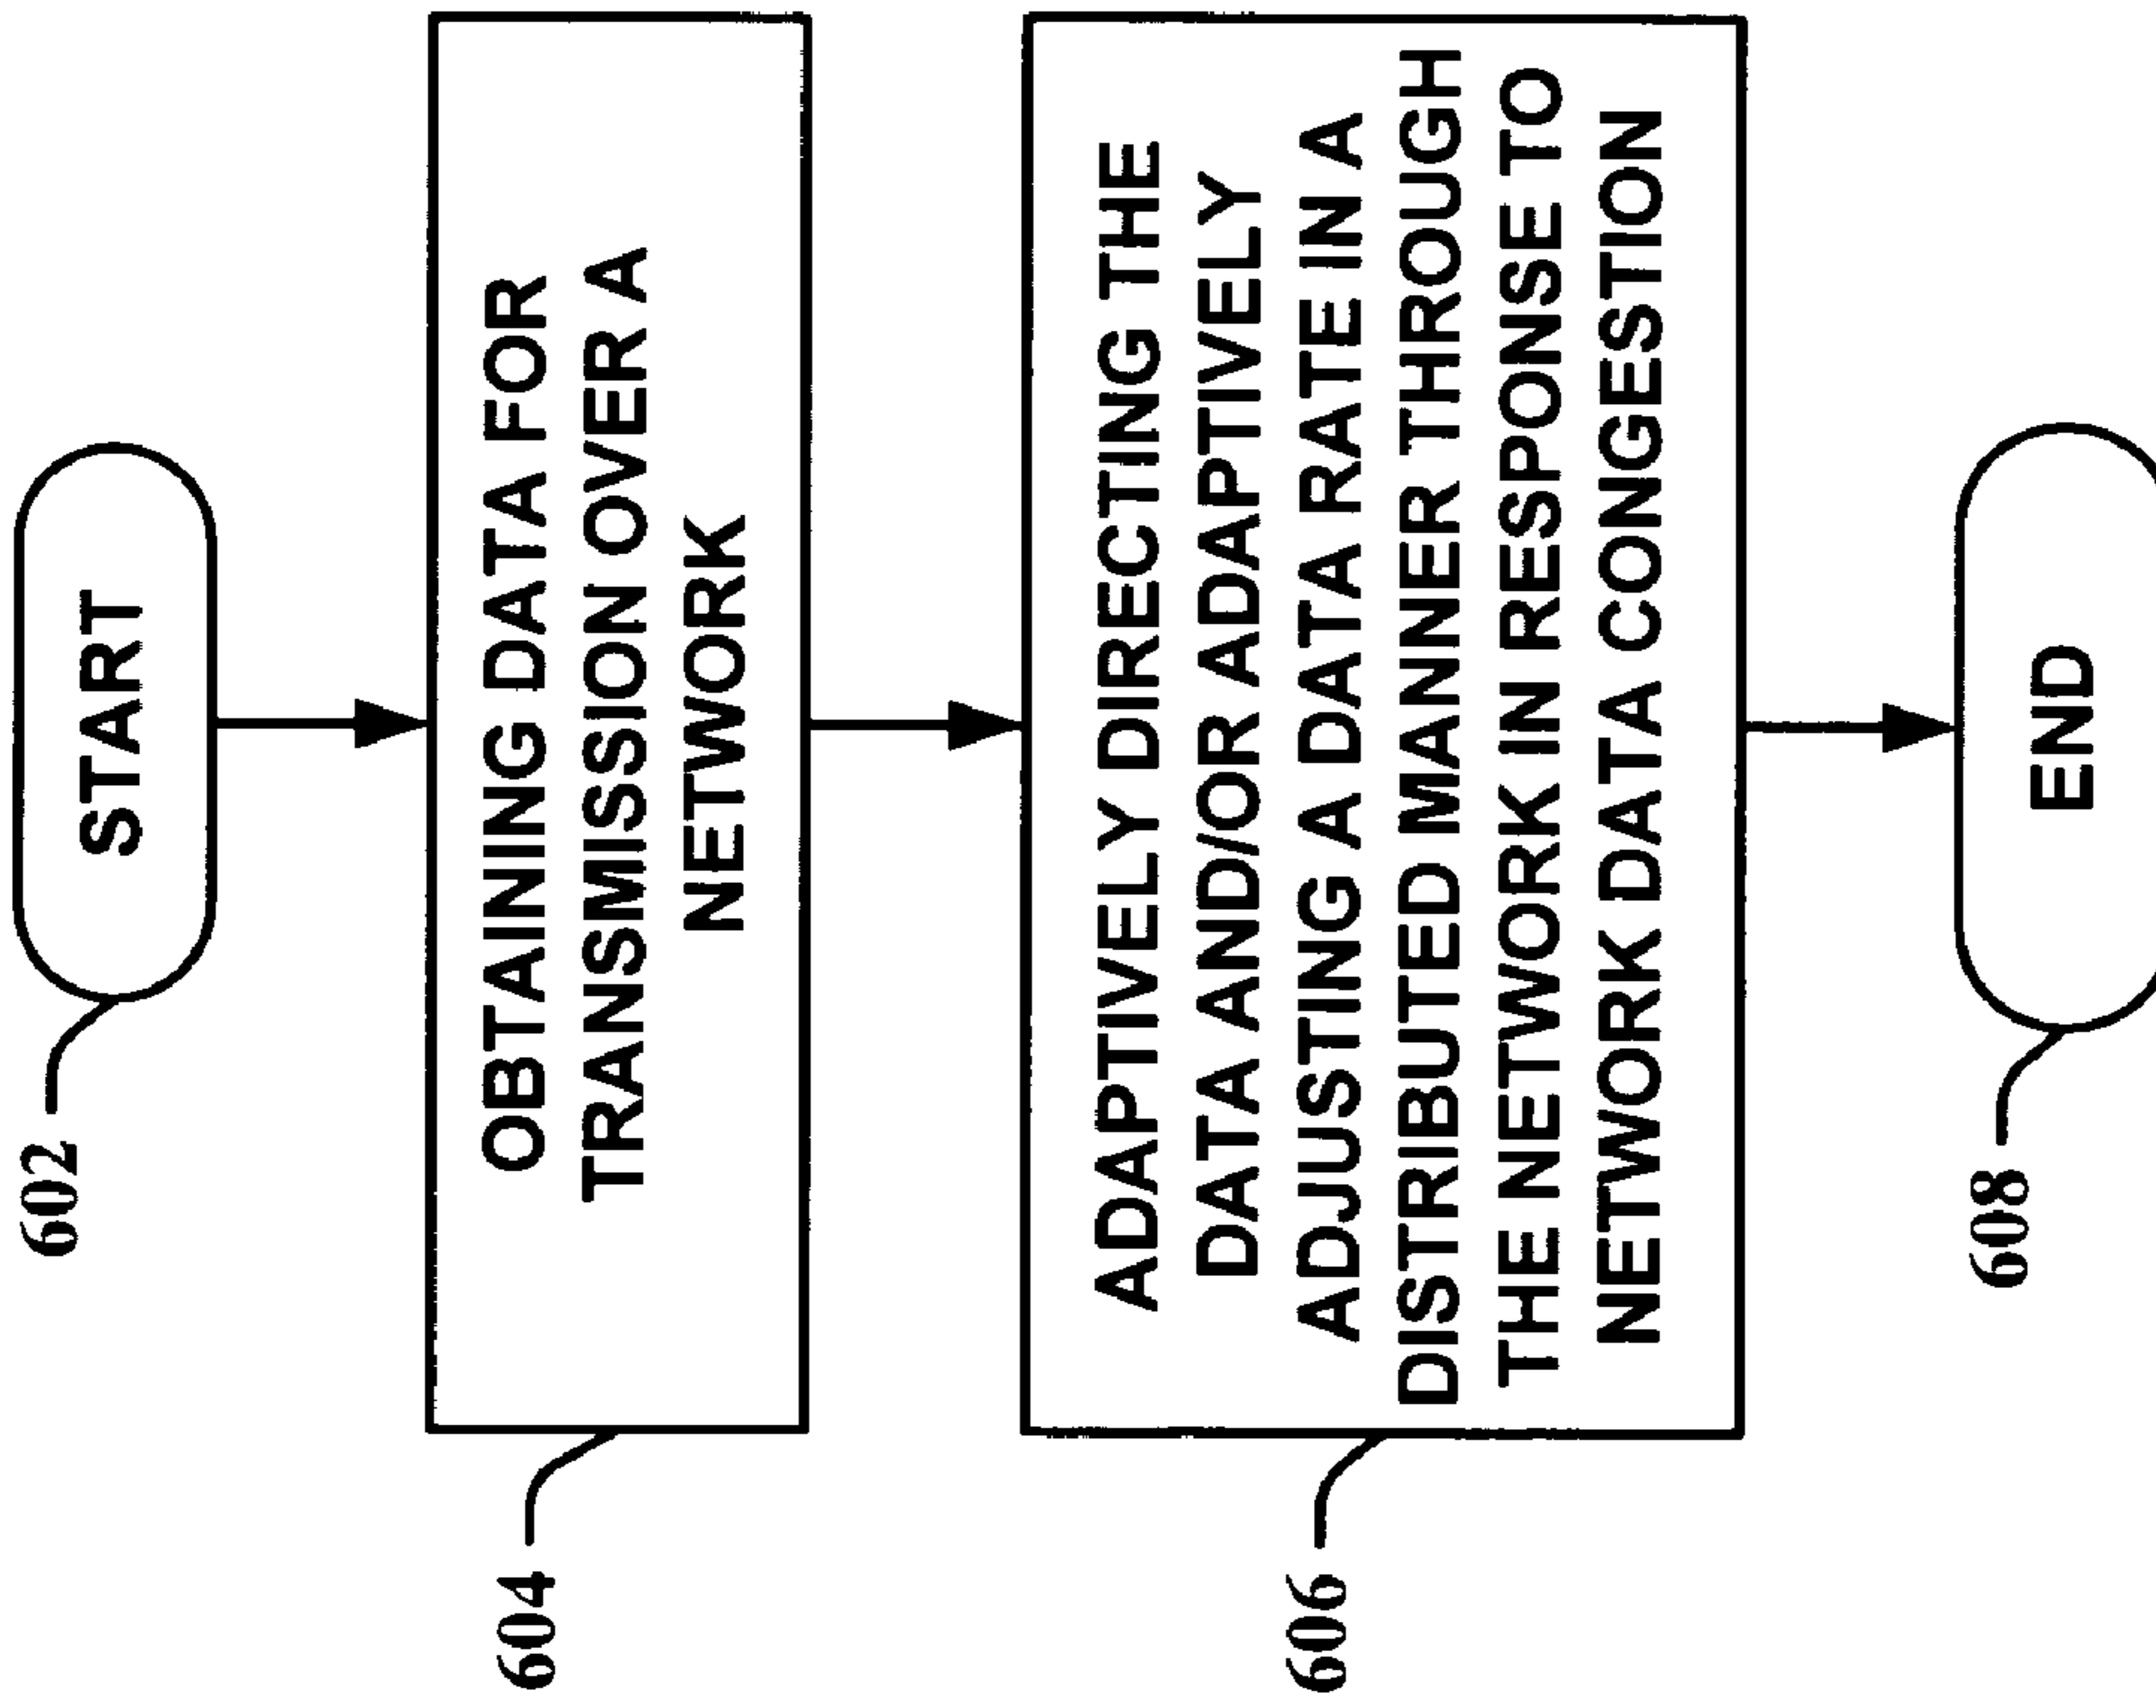 602
START
604
OBTAINING DATA FOR
TRANSMISSION OVER A
NETWORK
606
ADAPTIVELY DIRECTING THE
DATA AND/OR ADAPTIVELY
ADJUSTING A DATA RATE IN A
DISTRIBUTED MANNER THROUGH
THE NETWORK IN RESPONSE TO
NETWORK DATA CONGESTION
608
END